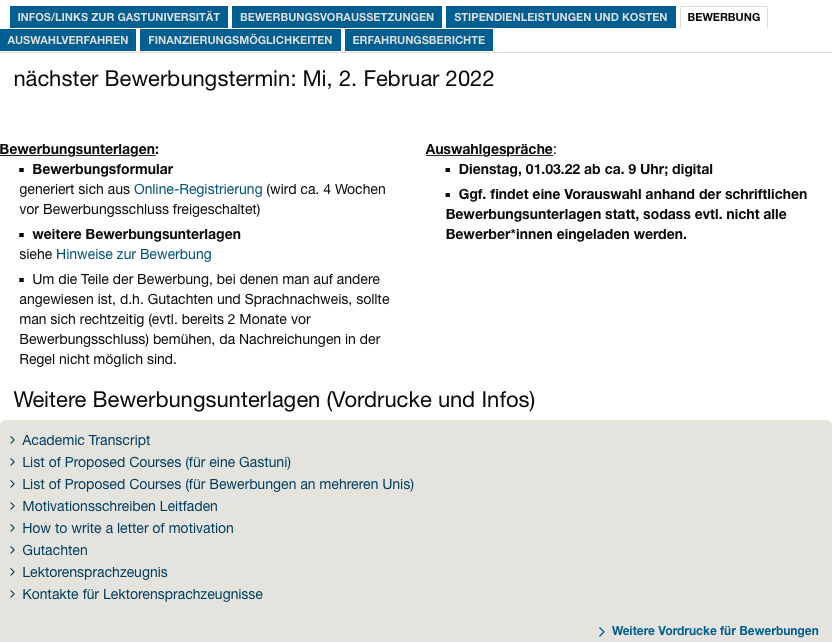 INFOS/LINKS ZUR GASTUNIVERSITÄT BEWERBUNGSVORAUSSETZUNGEN STIPENDIENLEISTUNGEN UND KOSTEN BEWERBUNG
AUSWAHLVERFAHREN FINANZIERUNGSMÖGLICHKEITEN ERFAHRUNGSBERICHTE
nächster Bewerbungstermin: Mi, 2. Februar 2022
Bewerbungsunterlagen:
▪ Bewerbungsformular
generiert sich aus Online-Registrierung (wird ca. 4 Wochen
vor Bewerbungsschluss freigeschaltet)
▪ weitere Bewerbungsunterlagen
siehe Hinweise zur Bewerbung
▪ Um die Teile der Bewerbung, bei denen man auf andere
angewiesen ist, d.h. Gutachten und Sprachnachweis, sollte
man sich rechtzeitig (evtl. bereits 2 Monate vor
Bewerbungsschluss) bemühen, da Nachreichungen in der
Regel nicht möglich sind.
Auswahlgespräche:
▪ Dienstag, 01.03.22 ab ca. 9 Uhr; digital
▪ Ggf. findet eine Vorauswahl anhand der schriftlichen
Bewerbungsunterlagen statt, sodass evtl. nicht alle
Bewerber*innen eingeladen werden.
Weitere Bewerbungsunterlagen (Vordrucke und Infos)
> Academic Transcript
> List of Proposed Courses (für eine Gastuni)
> List of Proposed Courses (für Bewerbungen an mehreren Unis)
> Motivationsschreiben Leitfaden
> How to write a letter of motivation
> Gutachten
> Lektorensprachzeugnis
> Kontakte für Lektorensprachzeugnisse
> Weitere Vordrucke für Bewerbungen